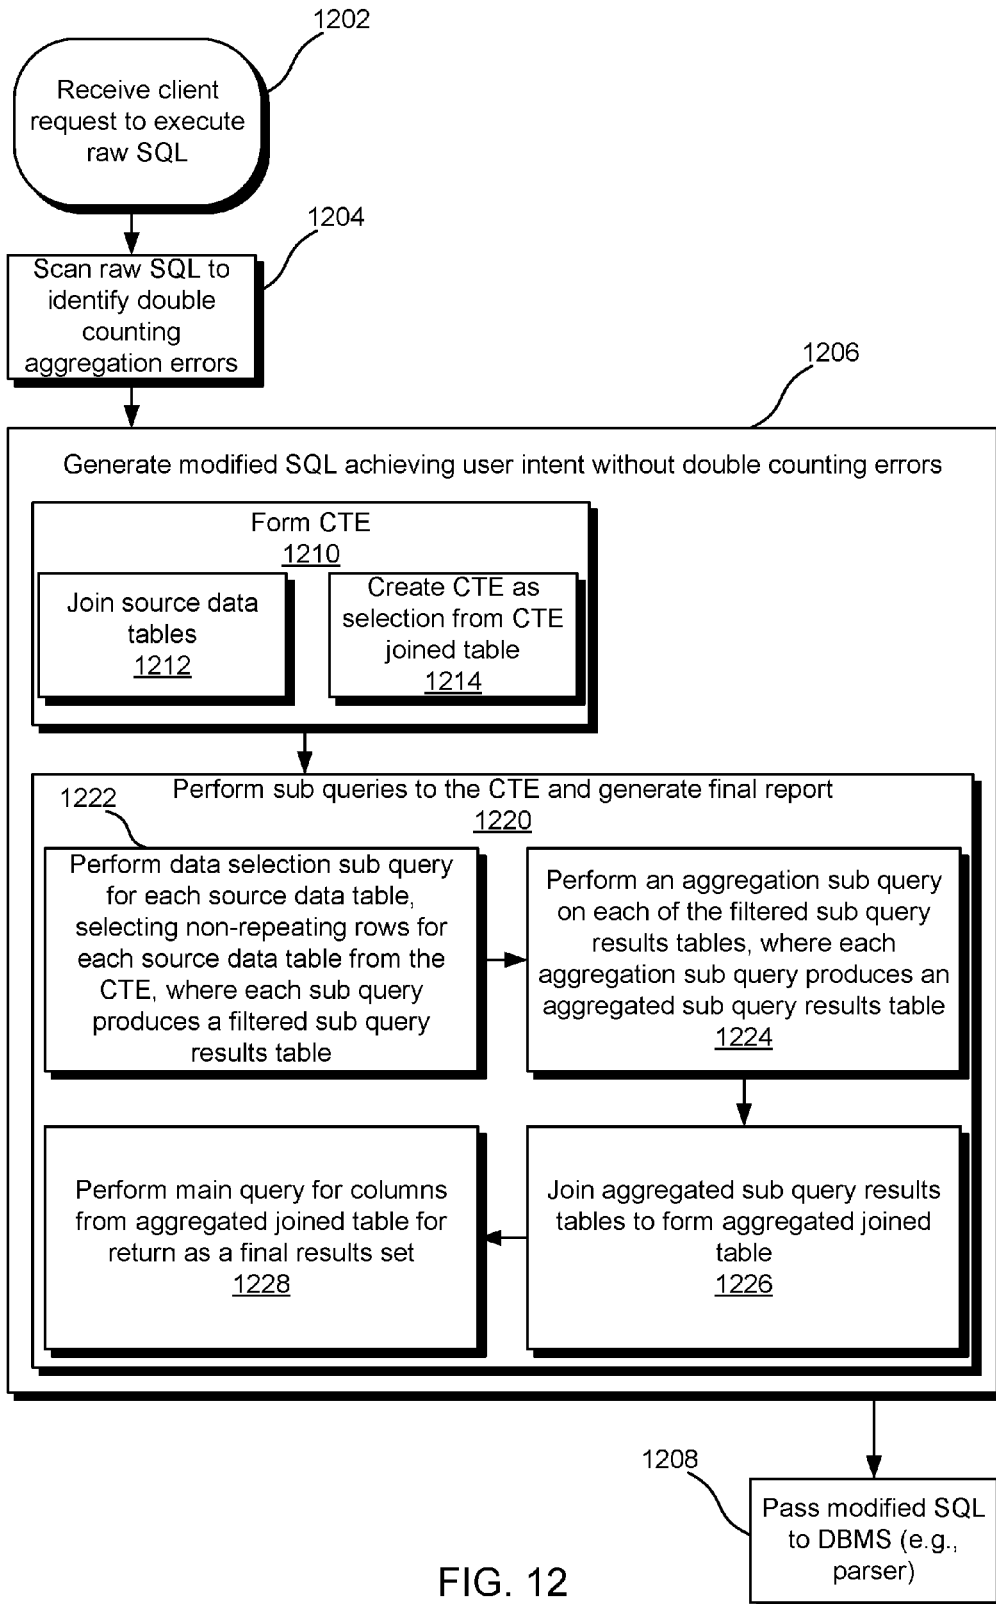 1202
Receive client
request to execute
raw SQL
1204
Scan raw SQL to
identify double
counting
aggregation errors
1206
Generate modified SQL achieving user intent without double counting errors
Form CTE
1210
Join source data
tables
1212
Create CTE as
selection from CTE
joined table
1214
Perform sub queries to the CTE and generate final report
1220
1222
Perform data selection sub query
for each source data table,
selecting non-repeating rows for
each source data table from the
CTE, where each sub query
produces a filtered sub query
results table
Perform an aggregation sub query
on each of the filtered sub query
results tables, where each
aggregation sub query produces an
aggregated sub query results table
1224
Perform main query for columns
from aggregated joined table for
return as a final results set
1228
Join aggregated sub query results
tables to form aggregated joined
table
1226
1208
Pass modified SQL
to DBMS (e.g.,
parser)
FIG. 12